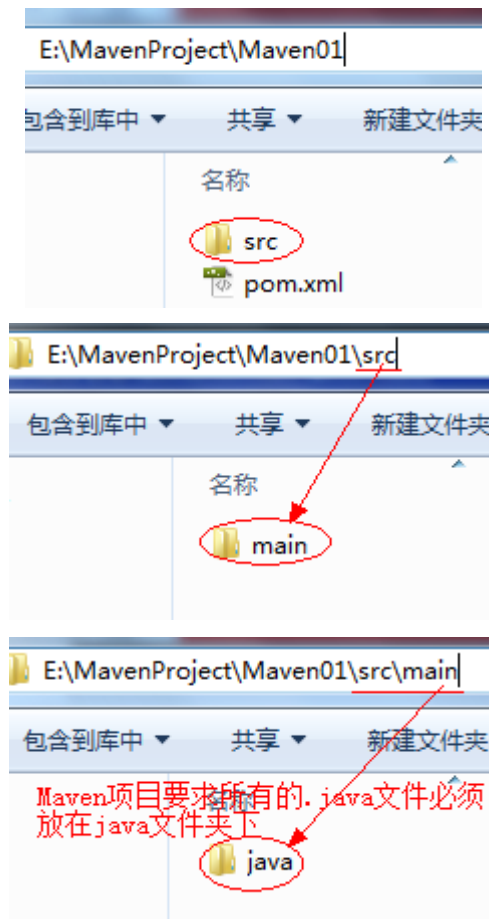 E:\MavenProject\Maven01
包含到库中 共享 新建文件夹
名称
src
pom.xml
E:\MavenProject\Maven01\src
包含到库中 共享 新建文件夹
名称
main
E:\MavenProject\Maven01\src\main
包含到库中 共享 新建文件夹
名称
Maven项目要求所有的.java文件必须
放在java文件夹下
java